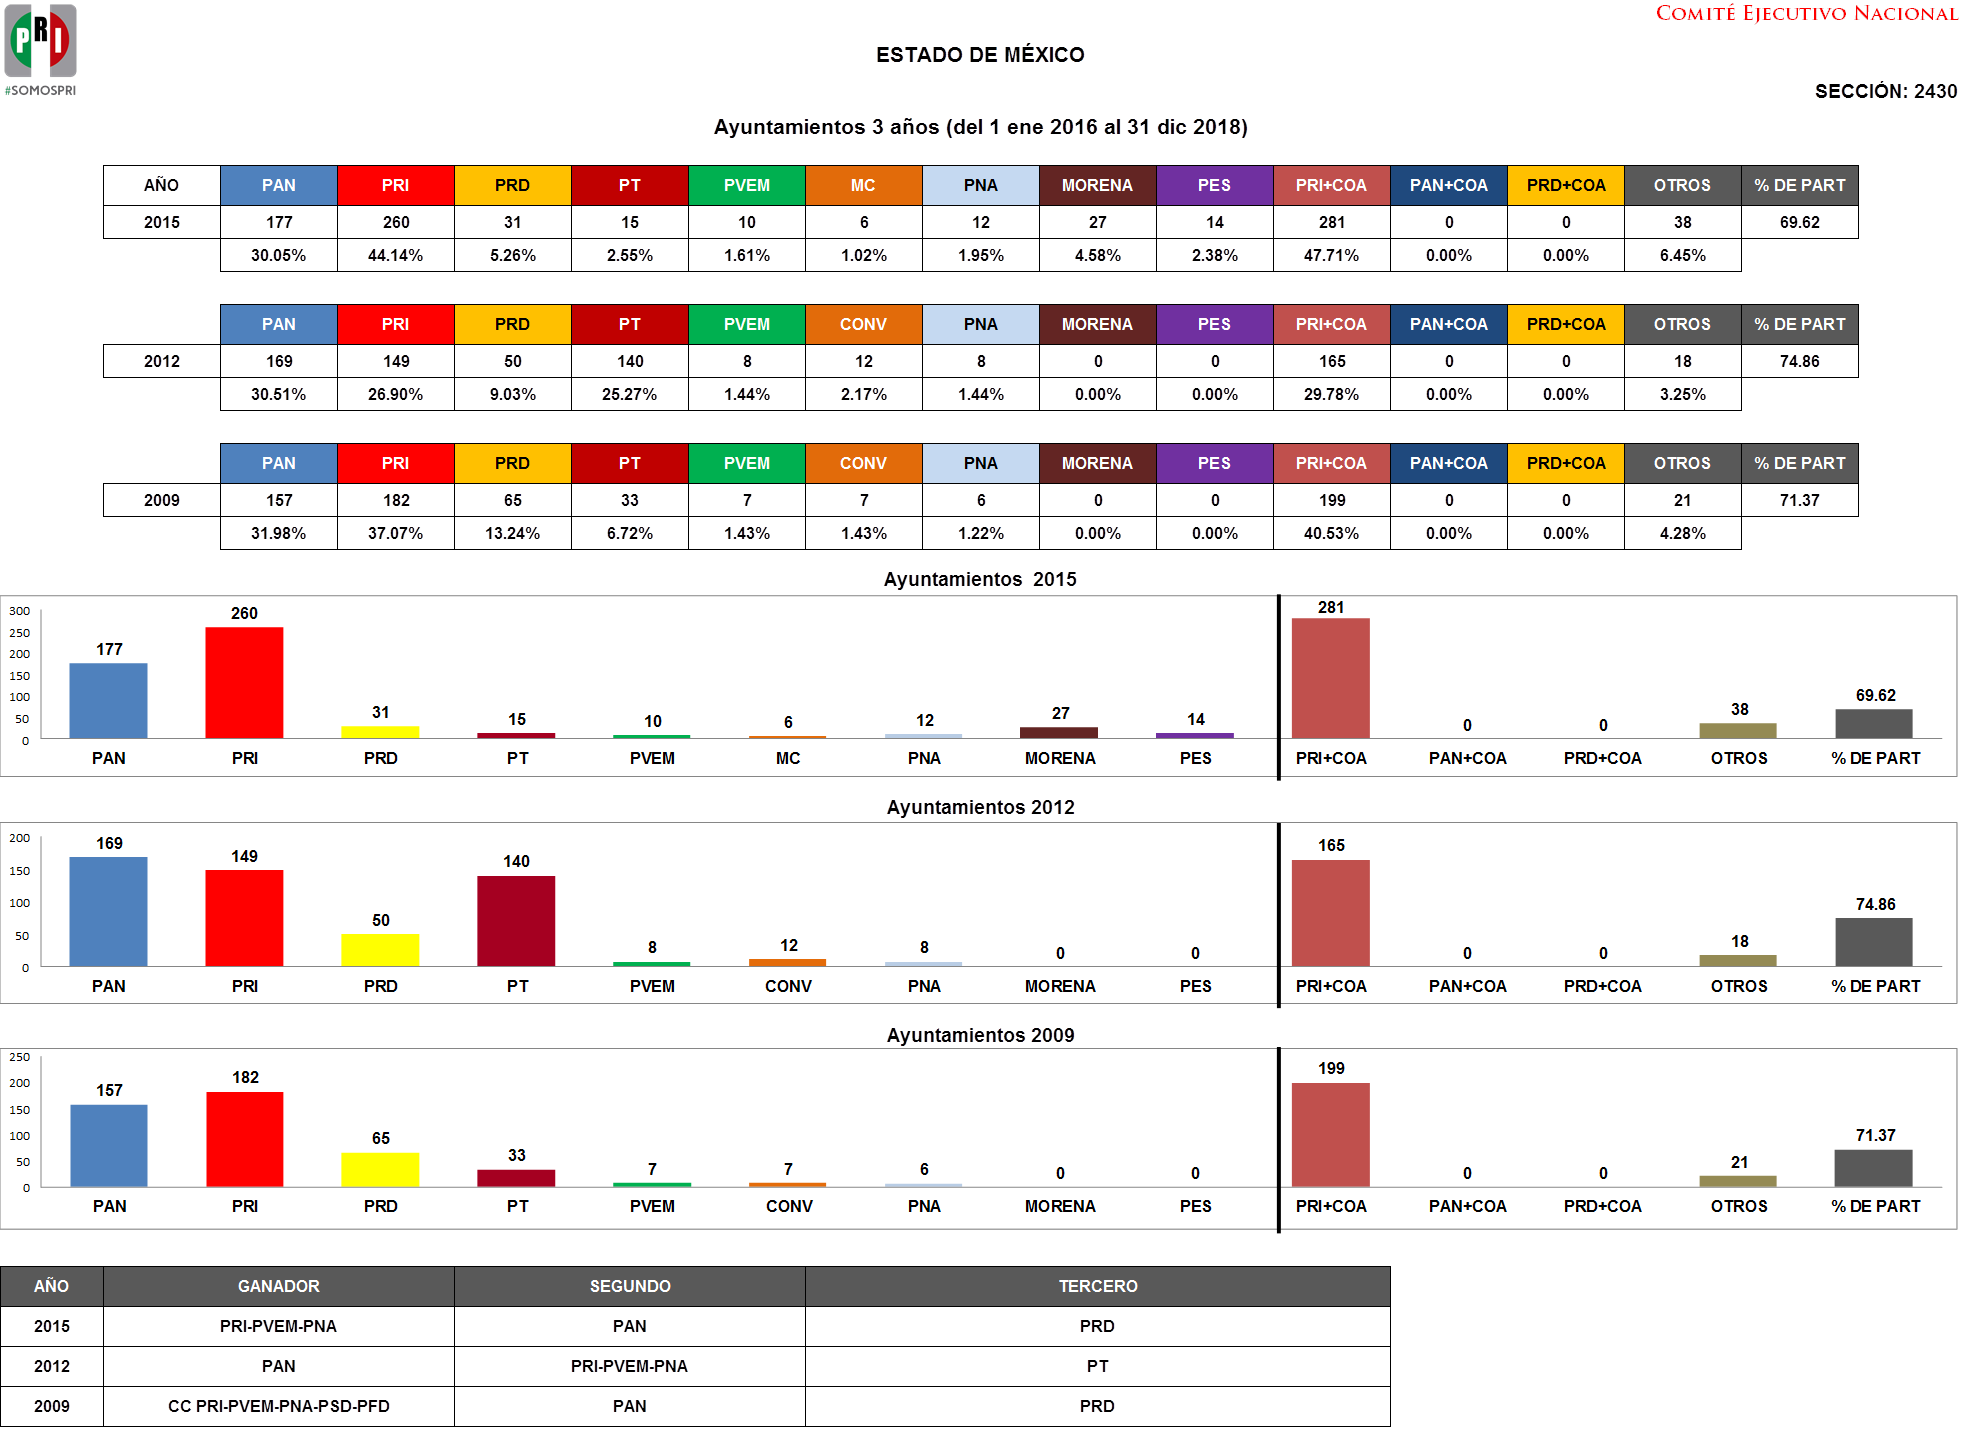 PRI
#SOMOSPRI
COMITÉ EJECUTIVO NACIONAL
ESTADO DE MÉXICO
SECCIÓN: 2430
Ayuntamientos 3 años (del 1 ene 2016 al 31 dic 2018)
AÑO PAN PRI PRD PT PVEM MC PNA MORENA PES PRI+COA PAN+COA PRD+COA OTROS % DE PART
2015 177 260 31 15 10 6 12 27 14 281 0 0 38 69.62
30.05% 44.14% 5.26% 2.55% 1.61% 1.02% 1.95% 4.58% 2.38% 47.71% 0.00% 0.00% 6.45%
PAN PRI PRD PT PVEM CONV PNA MORENA PES PRI+COA PAN+COA PRD+COA OTROS % DE PART
2012 169 149 50 140 8 12 8 0 0 165 0 0 18 74.86
30.51% 26.90% 9.03% 25.27% 1.44% 2.17% 1.44% 0.00% 0.00% 29.78% 0.00% 0.00% 3.25%
PAN PRI PRD PT PVEM CONV PNA MORENA PES PRI+COA PAN+COA PRD+COA OTROS % DE PART
2009 157 182 65 33 7 7 6 0 0 199 0 0 21 71.37
31.98% 37.07% 13.24% 6.72% 1.43% 1.43% 1.22% 0.00% 0.00% 40.53% 0.00% 0.00% 4.28%
Ayuntamientos 2015
300
250
200
150
100
50
0
177 260 31 15 10 6 12 27 14 281 0 0 38 69.62
PAN PRI PRD PT PVEM MC PNA MORENA PES PRI+COA PAN+COA PRD+COA OTROS % DE PART
Ayuntamientos 2012
200
150
100
50
0
169 149 50 140 8 12 8 0 0 165 0 0 18 74.86
PAN PRI PRD PT PVEM CONV PNA MORENA PES PRI+COA PAN+COA PRD+COA OTROS % DE PART
Ayuntamientos 2009
250
200
150
100
50
0
157 182 65 33 7 7 6 0 0 199 0 0 21 71.37
PAN PRI PRD PT PVEM CONV PNA MORENA PES PRI+COA PAN+COA PRD+COA OTROS % DE PART
AÑO GANADOR SEGUNDO TERCERO
2015 PRI-PVEM-PNA PAN PRD
2012 PAN PRI-PVEM-PNA PT
2009 CC PRI-PVEM-PNA-PSD-PFD PAN PRD